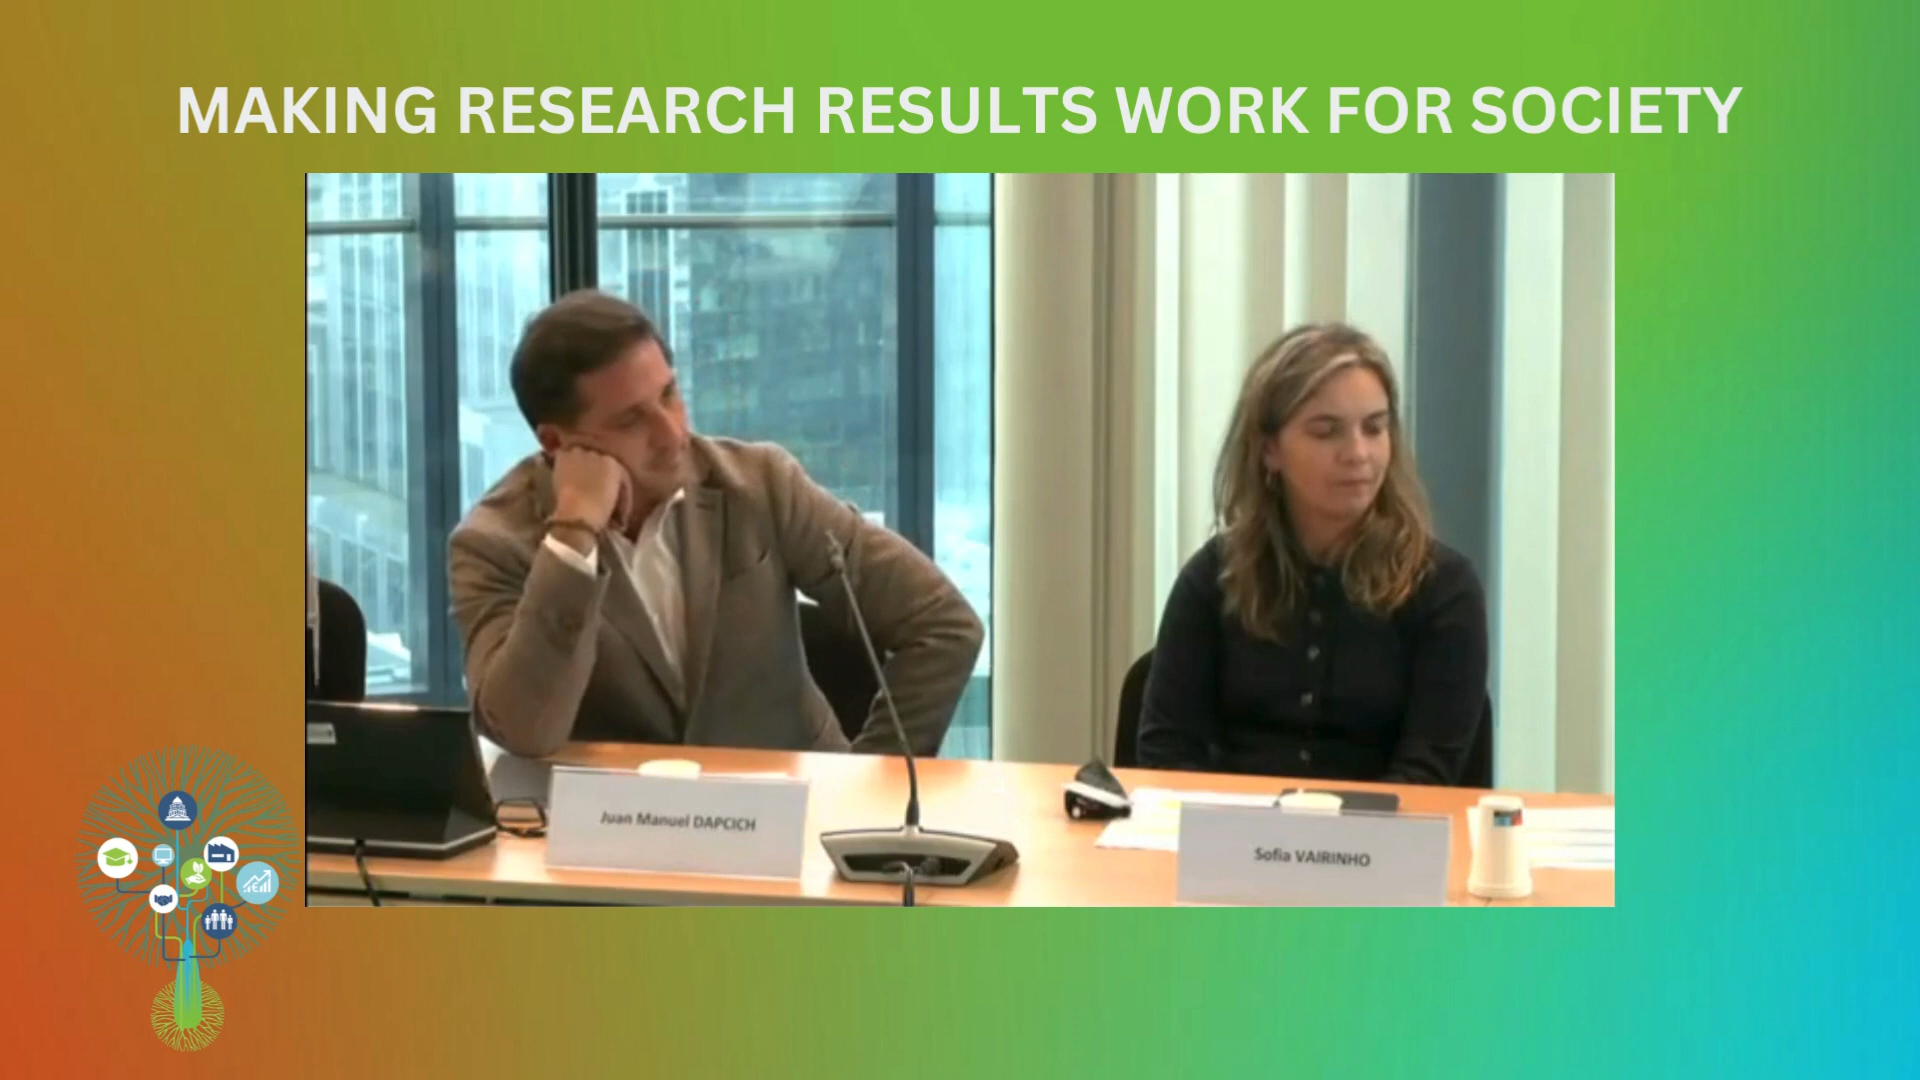 MAKING RESEARCH RESULTS WORK FOR SOCIETY
Juan Manuel DAPCICH
Sofia VAIRINHO